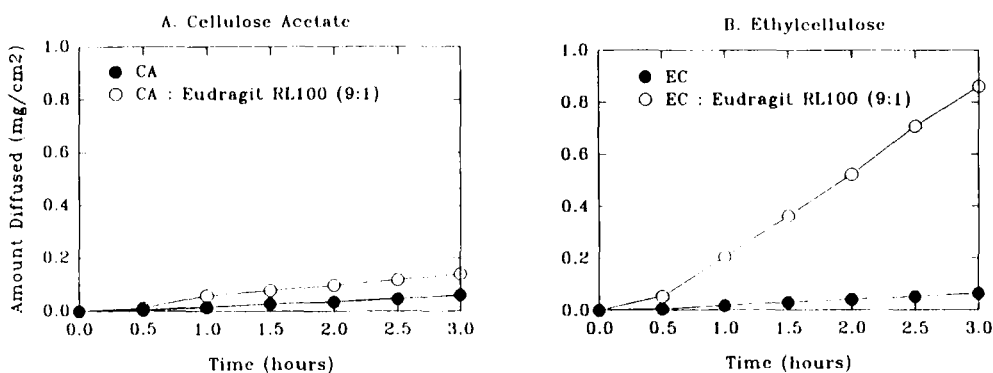 A. Cellulose Acetate
Amount Diffused (mg/cm2)
1.0
0.8
0.6
0.4
0.2
0.0
CA
CA : Eudragit RL100 (9:1)
0.0 0.5 1.0 1.5 2.0 2.5 3.0
Time (hours)
B. Ethylcellulose
1.0
0.8
0.6
0.4
0.2
0.0
EC
EC : Eudragit RL100 (9:1)
0.0 0.5 1.0 1.5 2.0 2.5 3.0
Time (hours)